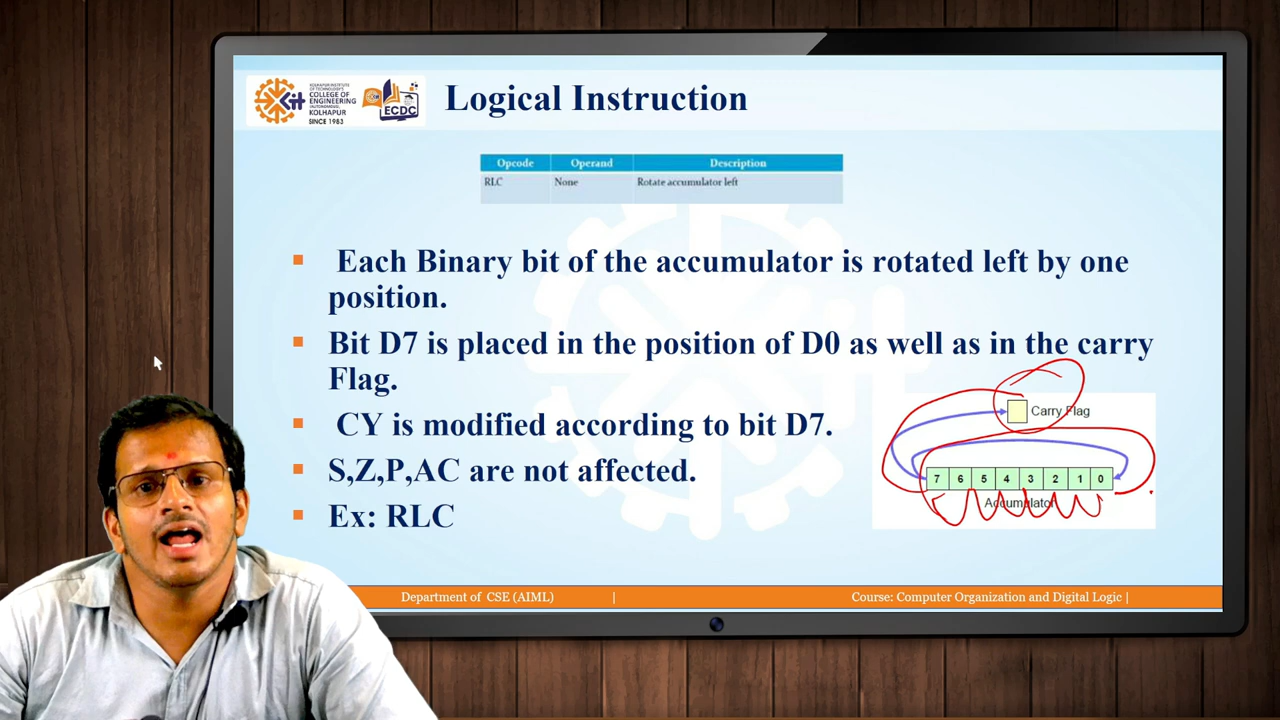 KOLHAPUR INSTITUTE
OF TECHNOLOGY'S
COLLEGE OF
ENGINEERING
(AUTONOMOUS)
KOLHAPUR
SINCE 1983
Kit
ECDC
Logical Instruction
Opcode Operand Description
RLC None Rotate accumulator left
Each Binary bit of the accumulator is rotated left by one
position.
Bit D7 is placed in the position of D0 as well as in the carry
Flag.
CY is modified according to bit D7.
S,Z,P,AC are not affected.
Ex: RLC
Carry Flag
7 6 5 4 3 2 1 0
Accumulator
Department of CSE (AIML) | Course: Computer Organization and Digital Logic |